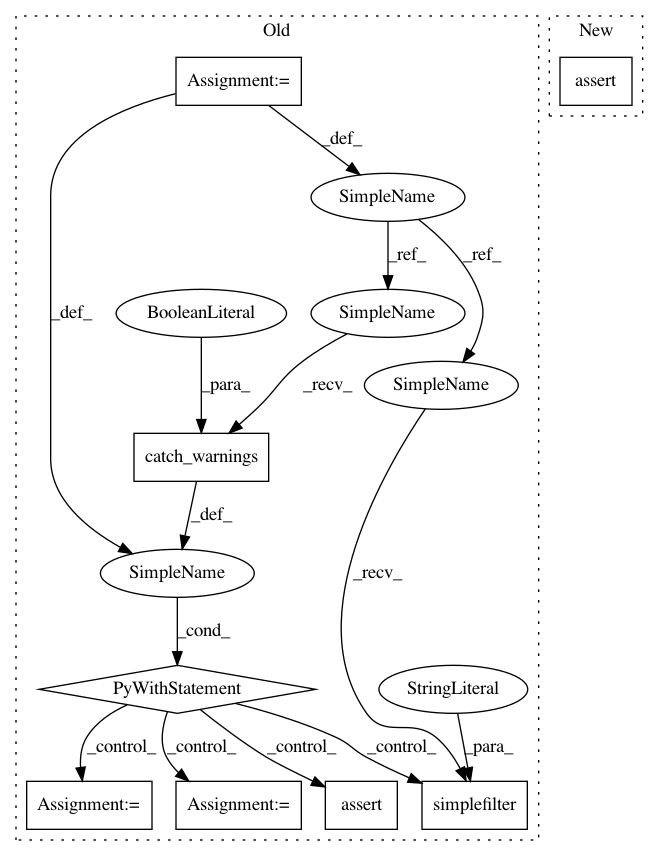 Old
New
Assignment:=
assert
_def_
SimpleName
_def_
_ref_
_ref_
BooleanLiteral
SimpleName
SimpleName
_para_
_recv_
catch_warnings
_def_
SimpleName
_recv_
_cond_
PyWithStatement
StringLiteral
_control_
_control_
_control_
_control_
_para_
Assignment:=
Assignment:=
assert
simplefilter